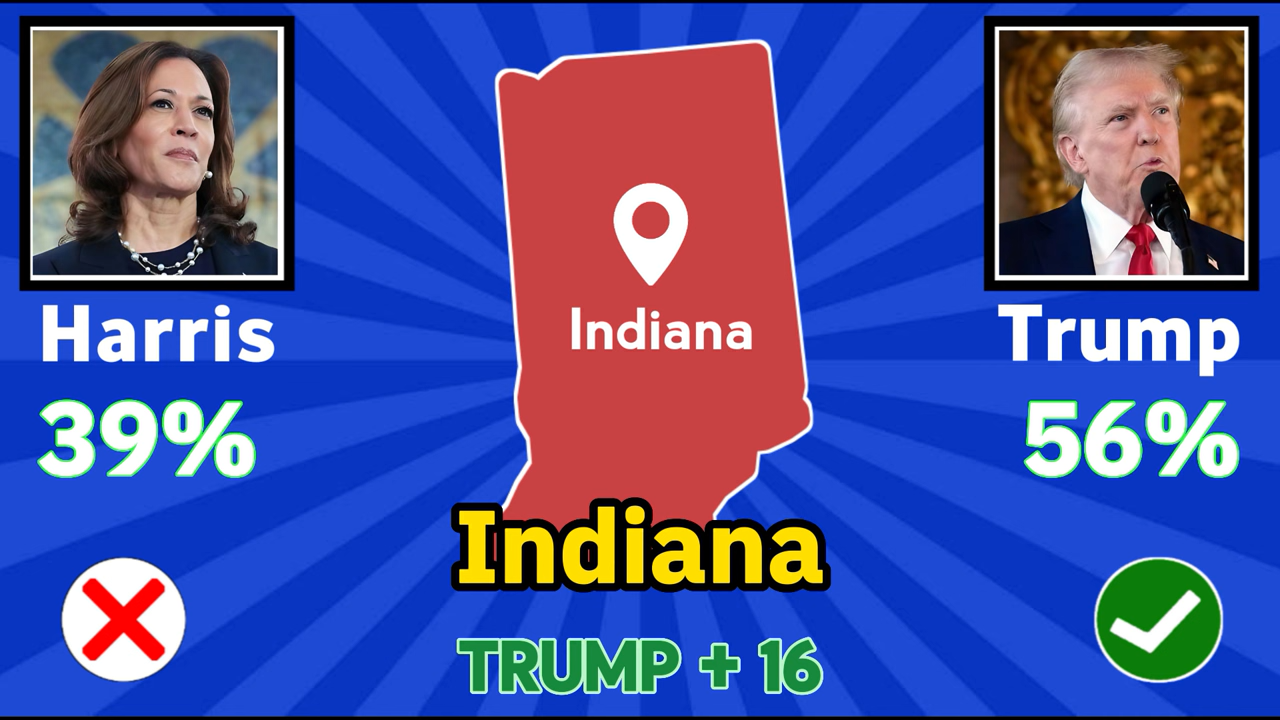 Indiana
Harris
Trump
39%
56%
Indiana
TRUMP + 16